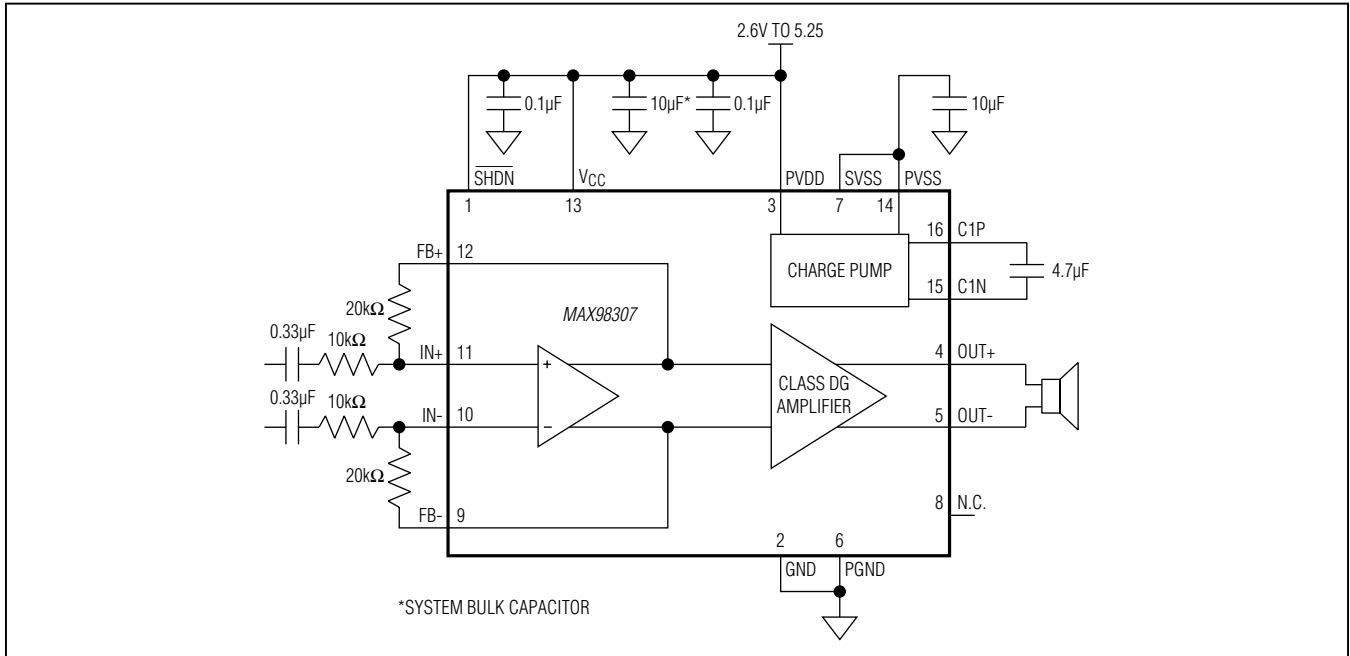 2.6V TO 5.25
0.1µF
10µF*
0.1µF
10µF
SHDN
VCC
PVDD
SVSS
PVSS
1
13
3
7
14
16
C1P
CHARGE PUMP
4.7µF
15
C1N
FB+
12
20kΩ
MAX98307
0.33µF
10kΩ
IN+
11
+
4
OUT+
CLASS DG
AMPLIFIER
0.33µF
10kΩ
IN-
10
–
5
OUT-
20kΩ
FB-
9
8
N.C.
2
6
GND
PGND
*SYSTEM BULK CAPACITOR